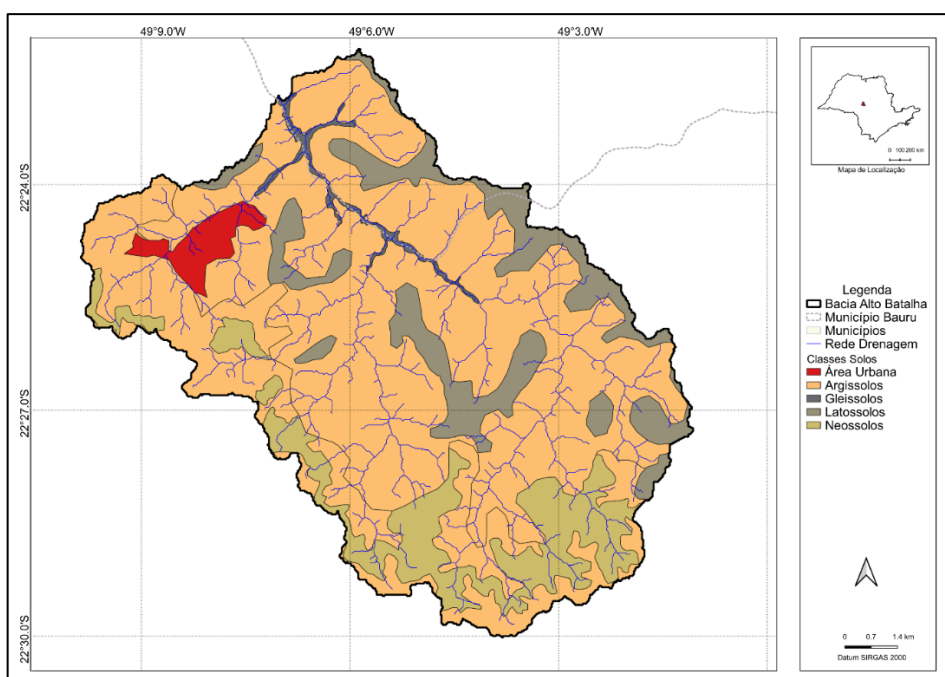 49°9.0'W 49°6.0'W 49°3.0'W
22°24.0'S
22°27.0'S
22°30.0'S
0 100 200 km
Mapa de Localização
Legenda
Bacia Alto Batalha
Município Bauru
Municípios
Rede Drenagem
Classes Solos
Área Urbana
Argissolos
Gleissolos
Latossolos
Neossolos
0 0.7 1.4 km
Datum SIRGAS 2000